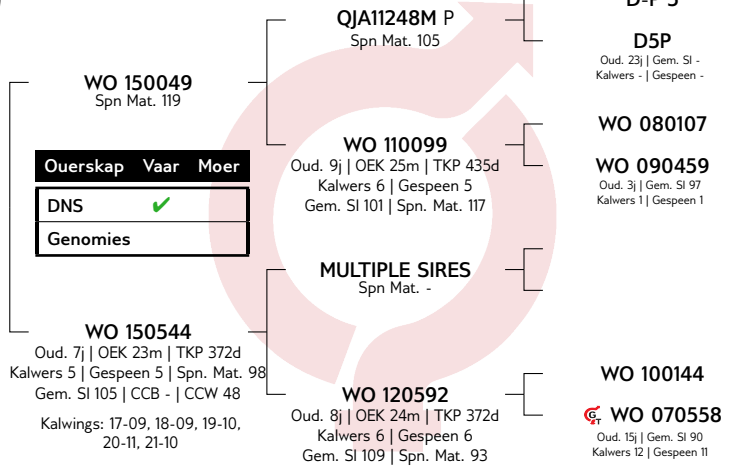 QJA11248M P
Spn Mat. 105
D5P
Oud. 23j | Gem. SI -
Kalwers - | Gespeen -
WO 150049
Spn Mat. 119
WO 080107
WO 110099
Oud. 9j | OEK 25m | TKP 435d
Kalwers 6 | Gespeen 5
Gem. SI 101 | Spn. Mat. 117
WO 090459
Oud. 3j | Gem. SI 97
Kalwers 1 | Gespeen 1
Ouerskap Vaar Moer
DNS ✔
Genomies
MULTIPLE SIRES
Spn Mat. -
WO 150544
Oud. 7j | OEK 23m | TKP 372d
Kalwers 5 | Gespeen 5 | Spn. Mat. 98
Gem. SI 105 | CCB - | CCW 48
Kalwings: 17-09, 18-09, 19-10,
20-11, 21-10
WO 100144
WO 120592
Oud. 8j | OEK 24m | TKP 372d
Kalwers 6 | Gespeen 6
Gem. SI 109 | Spn. Mat. 93
GT WO 070558
Oud. 15j | Gem. SI 90
Kalwers 12 | Gespeen 11